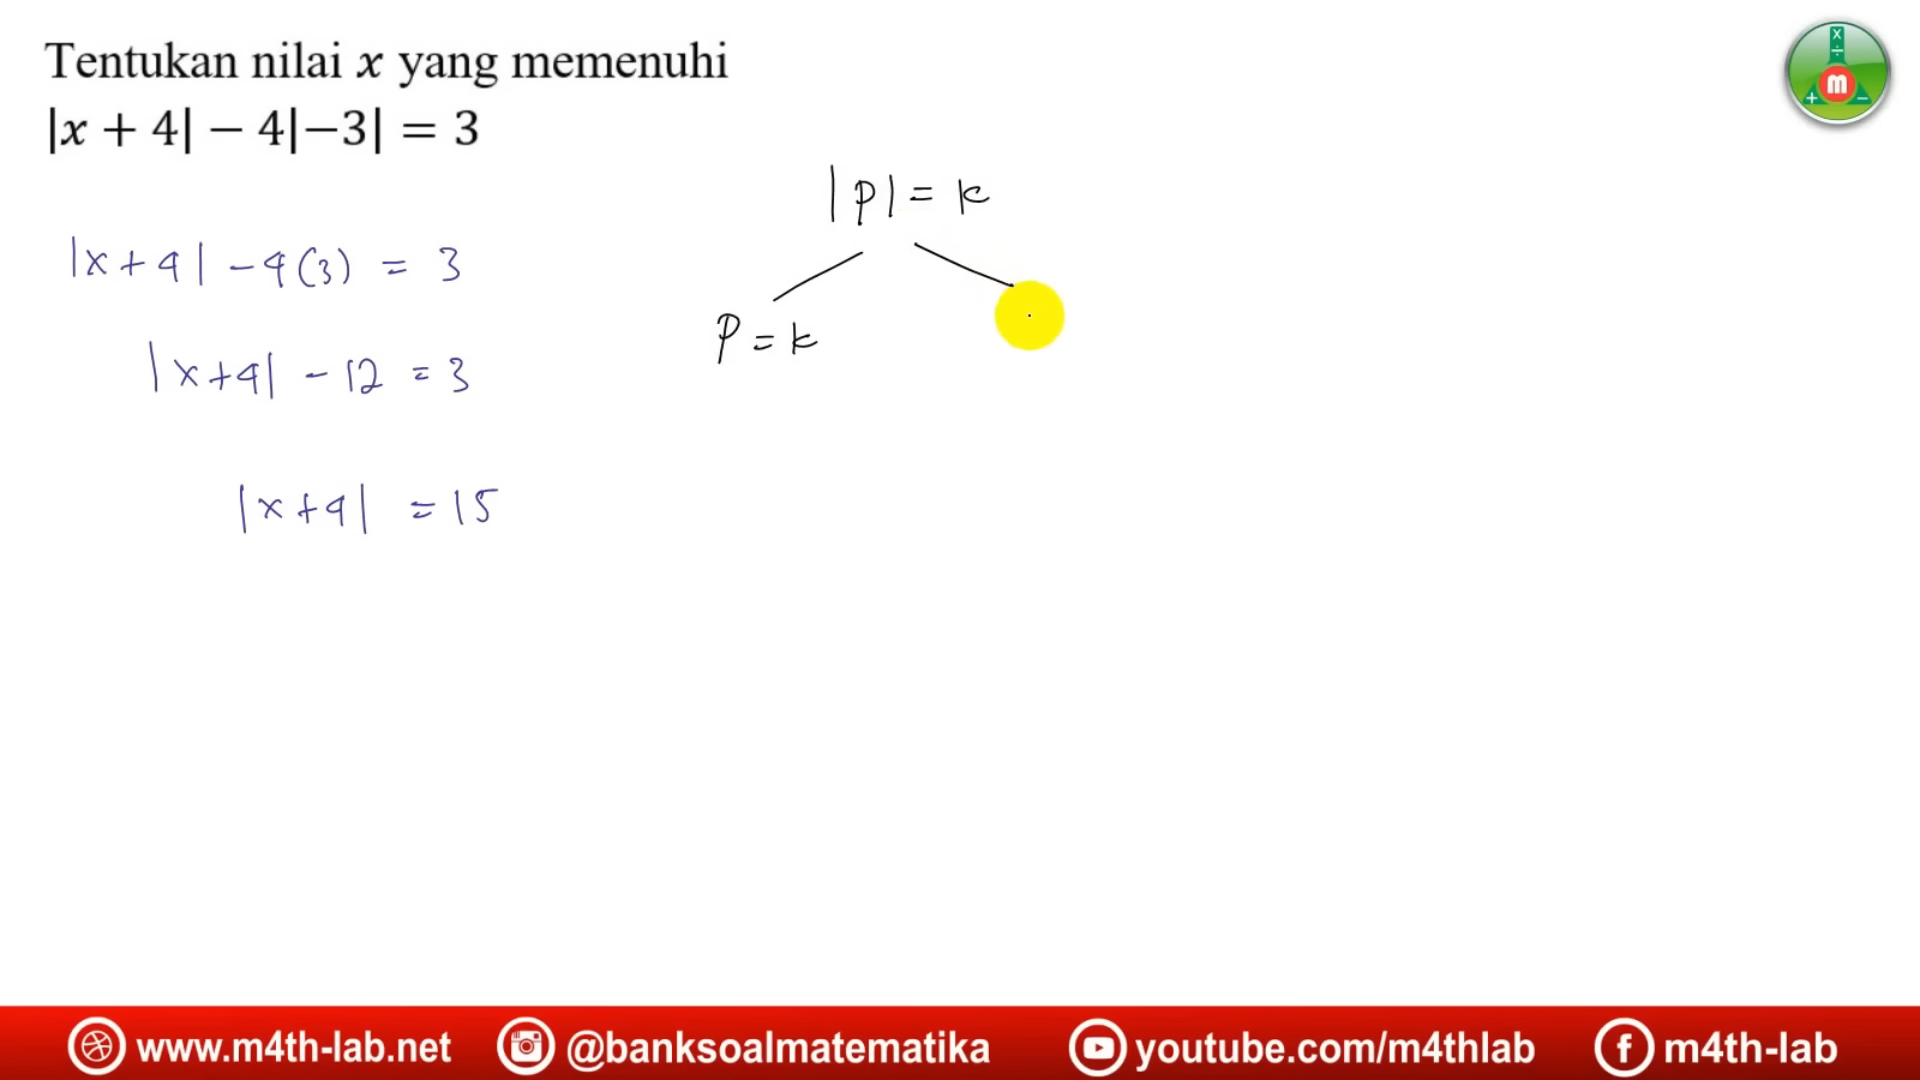 Tentukan nilai x yang memenuhi
|x + 4| − 4|−3| = 3
|p| = k
|x+4| - 4(3) = 3
P = k
|x+4| - 12 = 3
|x+4| = 15
x ÷ m + −
www.m4th-lab.net @banksoalmatematika youtube.com/m4thlab m4th-lab